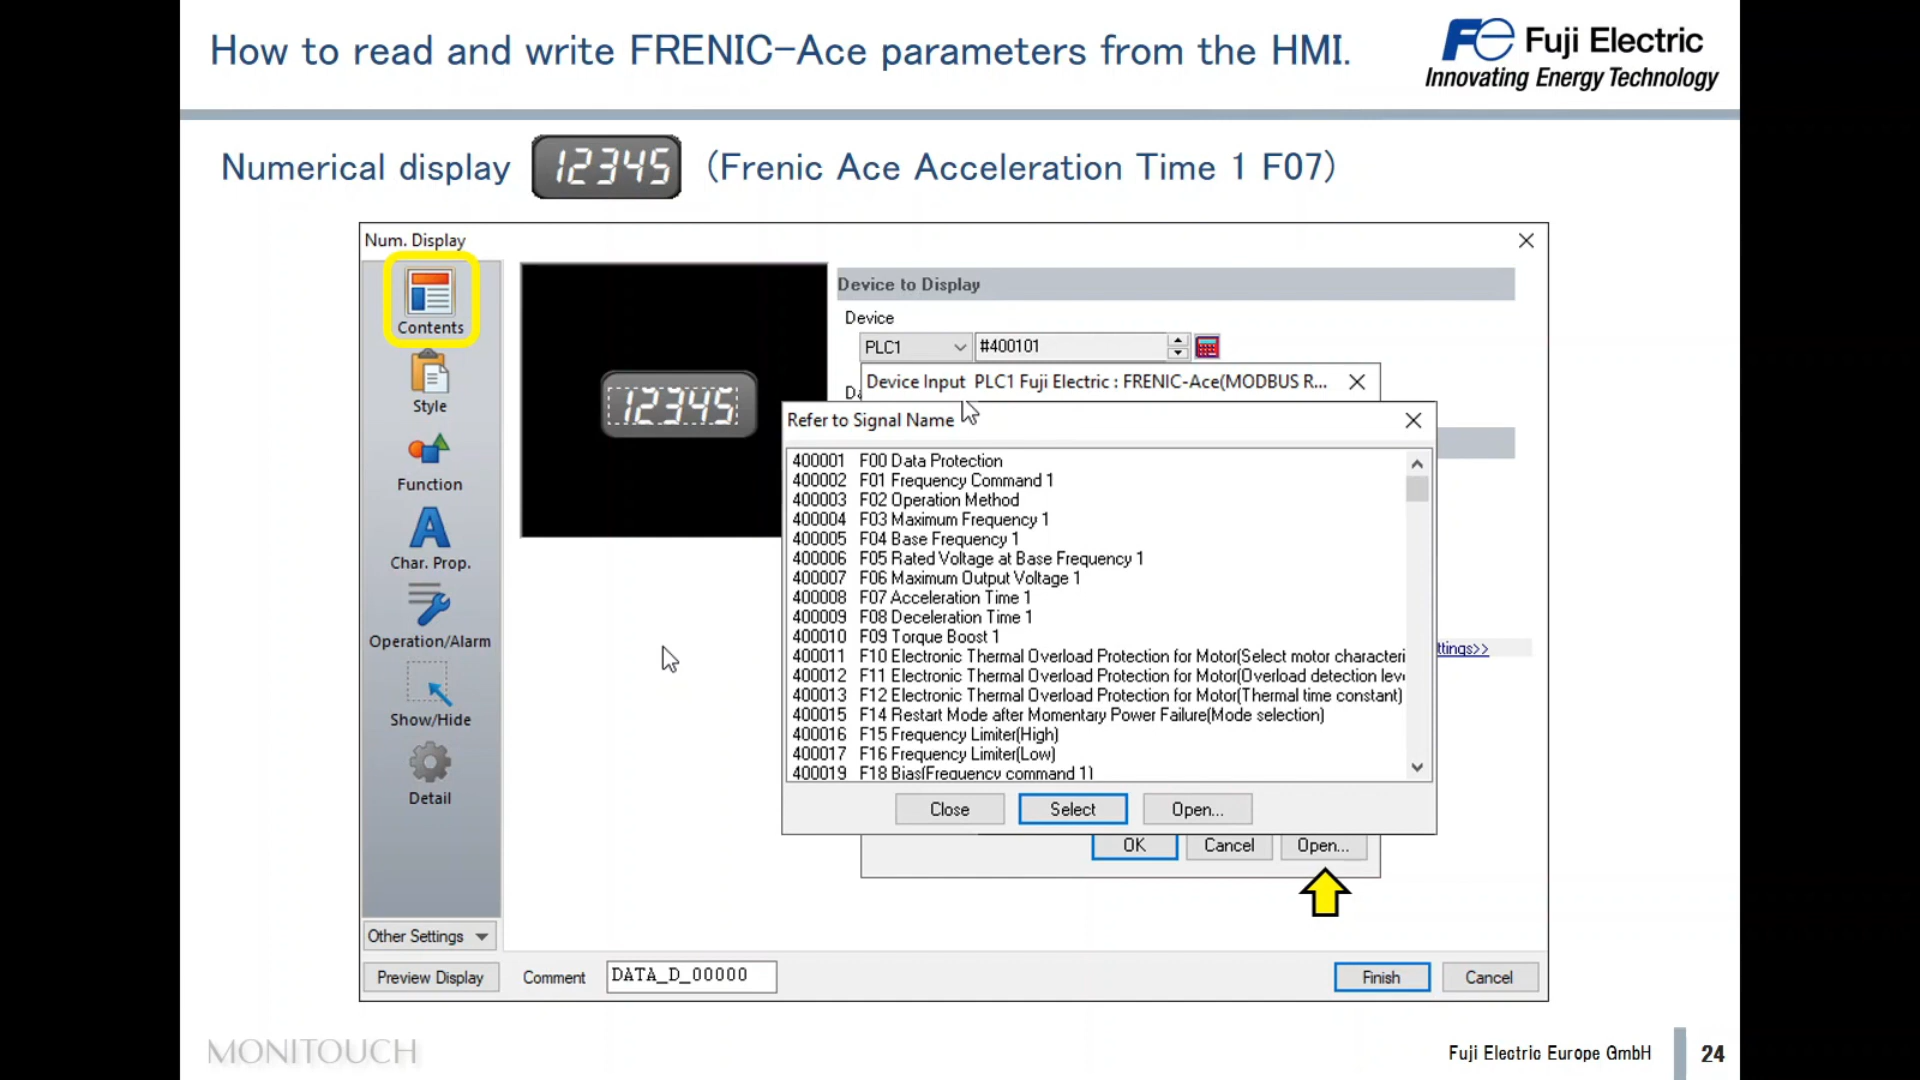 How to read and write FRENIC-Ace parameters from the HMI.
Fuji Electric
Innovating Energy Technology
Numerical display 12345 (Frenic Ace Acceleration Time 1 F07)
Num. Display
Contents
Style
Function
Char. Prop.
Operation/Alarm
Show/Hide
Detail
Other Settings
Preview Display
12345
Device to Display
Device
PLC1 #400101
Device Input PLC1 Fuji Electric : FRENIC-Ace(MODBUS R...
Refer to Signal Name
400001 F00 Data Protection
400002 F01 Frequency Command 1
400003 F02 Operation Method
400004 F03 Maximum Frequency 1
400005 F04 Base Frequency 1
400006 F05 Rated Voltage at Base Frequency 1
400007 F06 Maximum Output Voltage 1
400008 F07 Acceleration Time 1
400009 F08 Deceleration Time 1
400010 F09 Torque Boost 1
400011 F10 Electronic Thermal Overload Protection for Motor(Select motor characteri
400012 F11 Electronic Thermal Overload Protection for Motor(Overload detection leve
400013 F12 Electronic Thermal Overload Protection for Motor(Thermal time constant)
400015 F14 Restart Mode after Momentary Power Failure(Mode selection)
400016 F15 Frequency Limiter(High)
400017 F16 Frequency Limiter(Low)
400019 F18 Bias(Frequency command 1)
ttings>>
Close Select Open...
OK Cancel Open...
Comment DATA_D_00000
Finish Cancel
MONITOUCH
Fuji Electric Europe GmbH 24